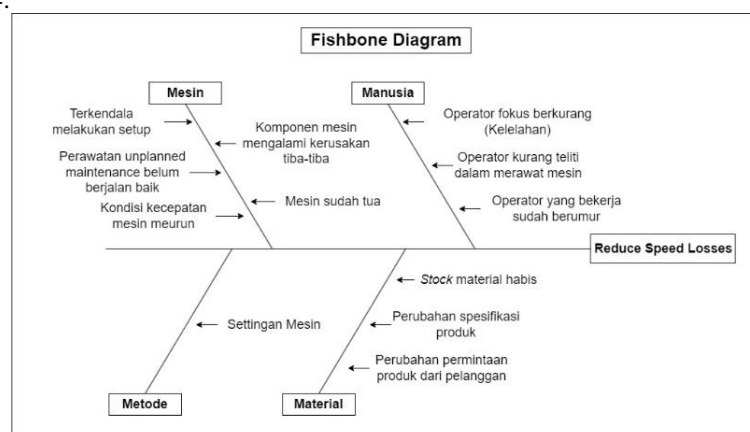 Fishbone Diagram
Mesin
Manusia
Terkendala
melakukan setup
Komponen mesin
mengalami kerusakan
tiba-tiba
Perawatan unplanned
maintenance belum
berjalan baik
Mesin sudah tua
Kondisi kecepatan
mesin meurun
Operator fokus berkurang
(Kelelahan)
Operator kurang teliti
dalam merawat mesin
Operator yang bekerja
sudah berumur
Reduce Speed Losses
Settingan Mesin
Stock material habis
Perubahan spesifikasi
produk
Perubahan permintaan
produk dari pelanggan
Metode
Material